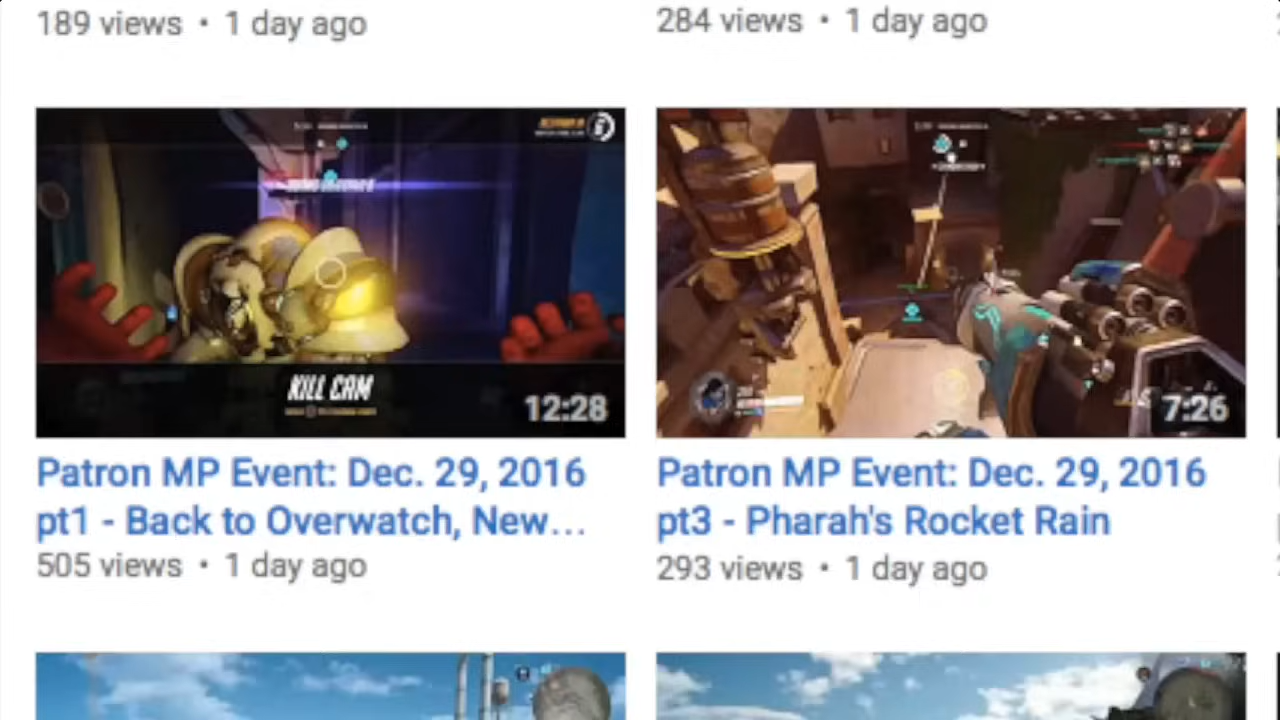 189 views • 1 day ago
284 views • 1 day ago
KILL CAM
12:28
7:26
Patron MP Event: Dec. 29, 2016
pt1 - Back to Overwatch, New...
505 views • 1 day ago
Patron MP Event: Dec. 29, 2016
pt3 - Pharah's Rocket Rain
293 views • 1 day ago